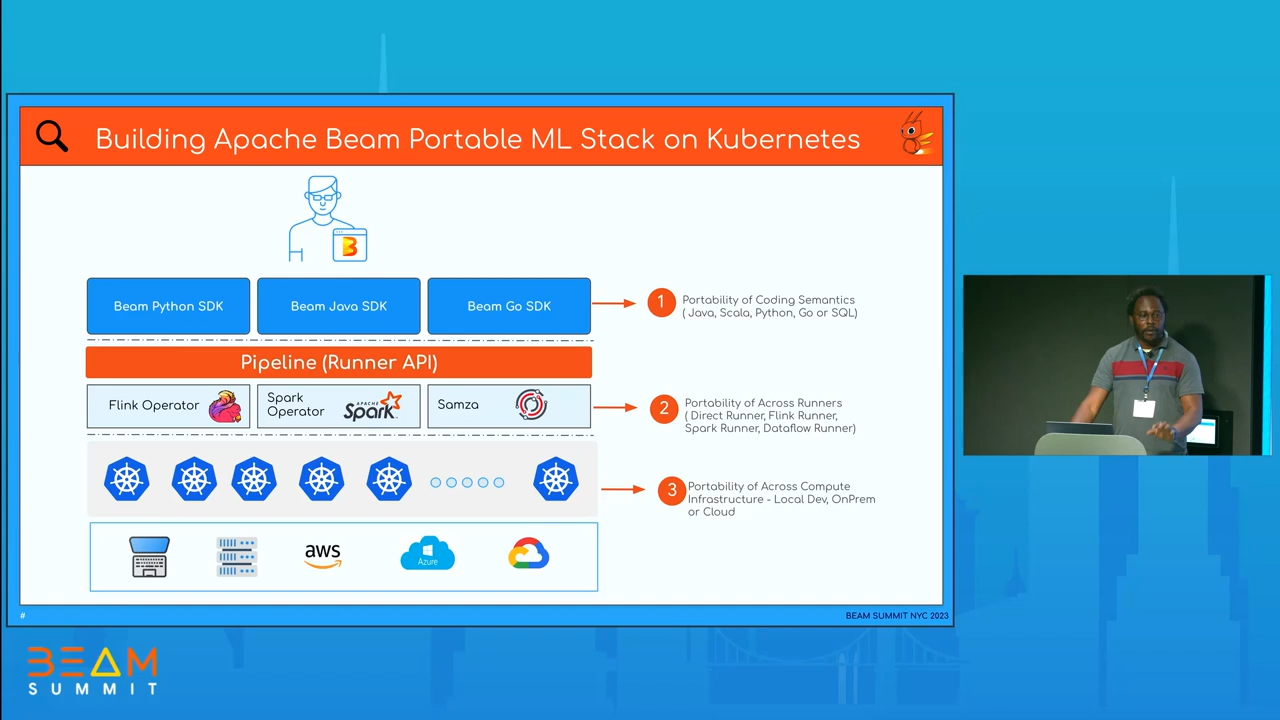 Building Apache Beam Portable ML Stack on Kubernetes
B
Beam Python SDK
Beam Java SDK
Beam Go SDK
1
Portability of Coding Semantics
( Java, Scala, Python, Go or SQL)
Pipeline (Runner API)
Flink Operator
Spark
Operator
APACHE
Spark
Samza
2
Portability of Across Runners
( Direct Runner, Flink Runner,
Spark Runner, Dataflow Runner)
3
Portability of Across Compute
Infrastructure - Local Dev, OnPrem
or Cloud
aws
Azure
#
BEAM SUMMIT NYC 2023
BEAM
SUMMIT